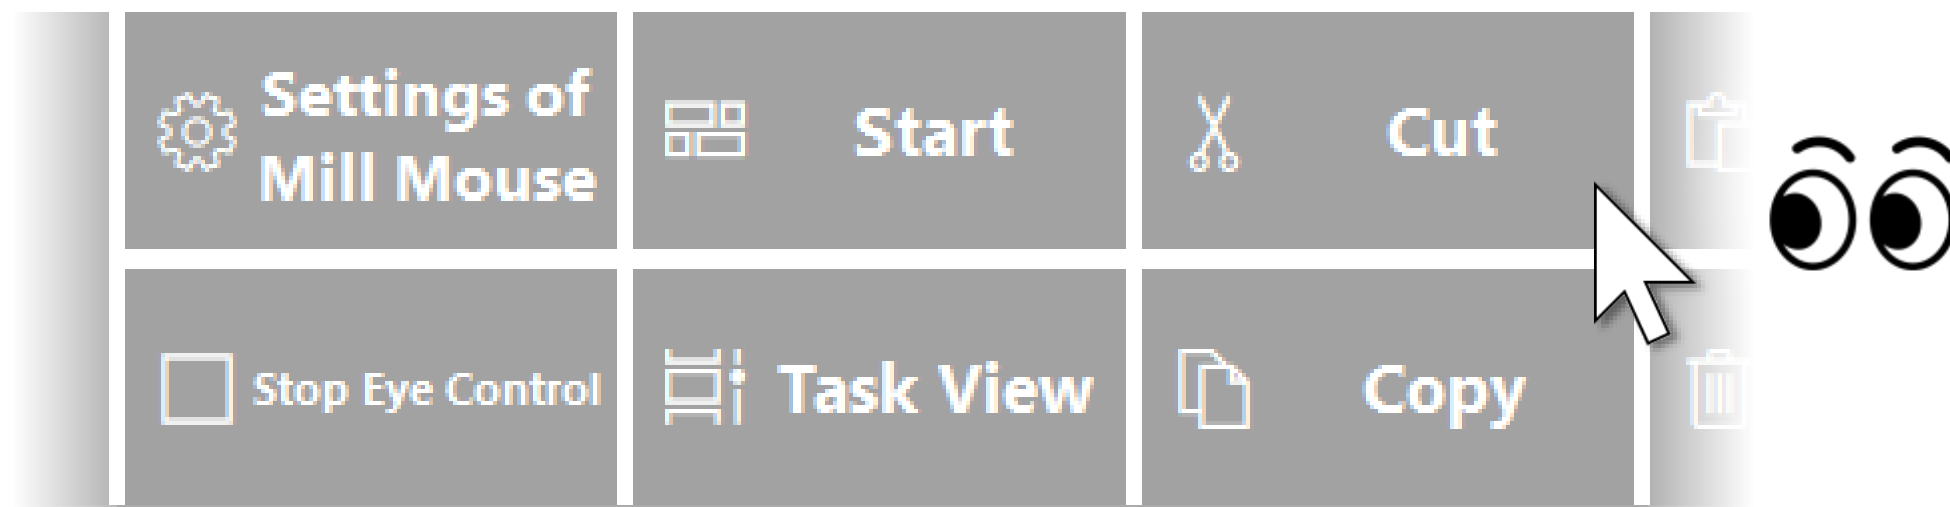 Settings of
Mill Mouse
Start
Cut
Stop Eye Control
Task View
Copy